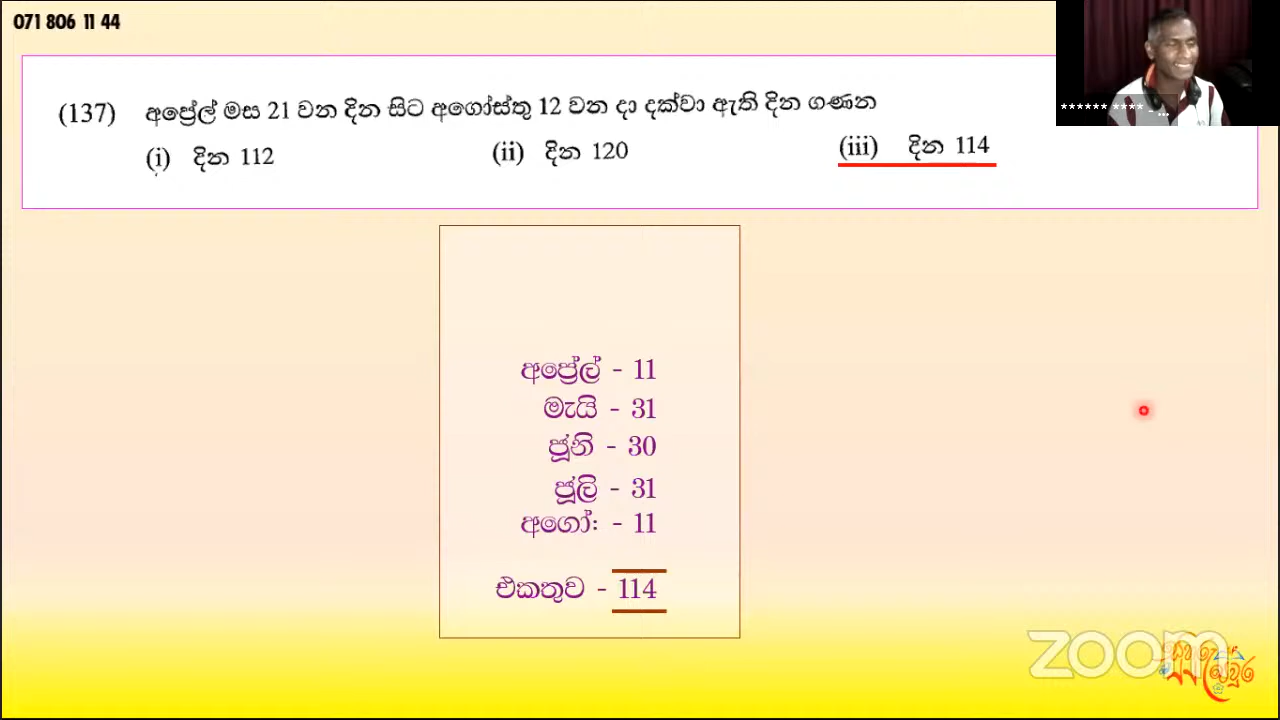 071 806 11 44
****** **** - ...
(137) අප්‍රේල් මස 21 වන දින සිට අගෝස්තු 12 වන දා දක්වා ඇති දින ගණන
(i) දින 112 (ii) දින 120 (iii) දින 114
අප්‍රේල් - 11
මැයි - 31
ජූනි - 30
ජූලි - 31
අගෝ: - 11
එකතුව - 114
zoom